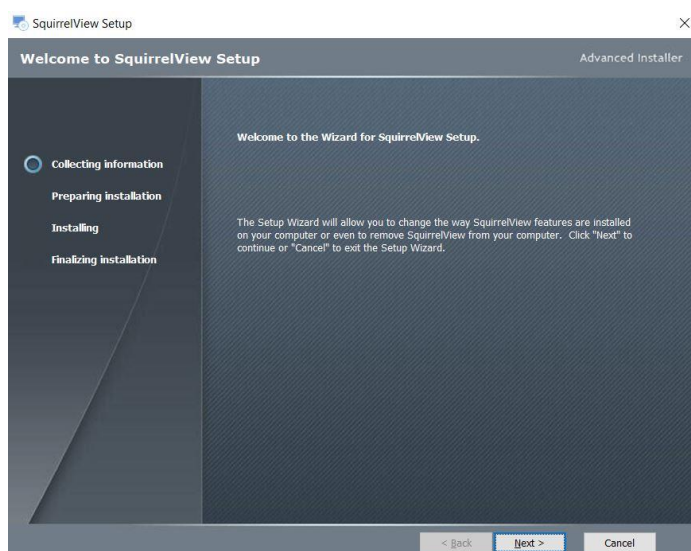 SquirrelView Setup
Welcome to SquirrelView Setup
Advanced Installer
Welcome to the Wizard for SquirrelView Setup.
Collecting information
Preparing installation
Installing
Finalizing installation
The Setup Wizard will allow you to change the way SquirrelView features are installed
on your computer or even to remove SquirrelView from your computer.  Click "Next" to
continue or "Cancel" to exit the Setup Wizard.
< Back
Next >
Cancel